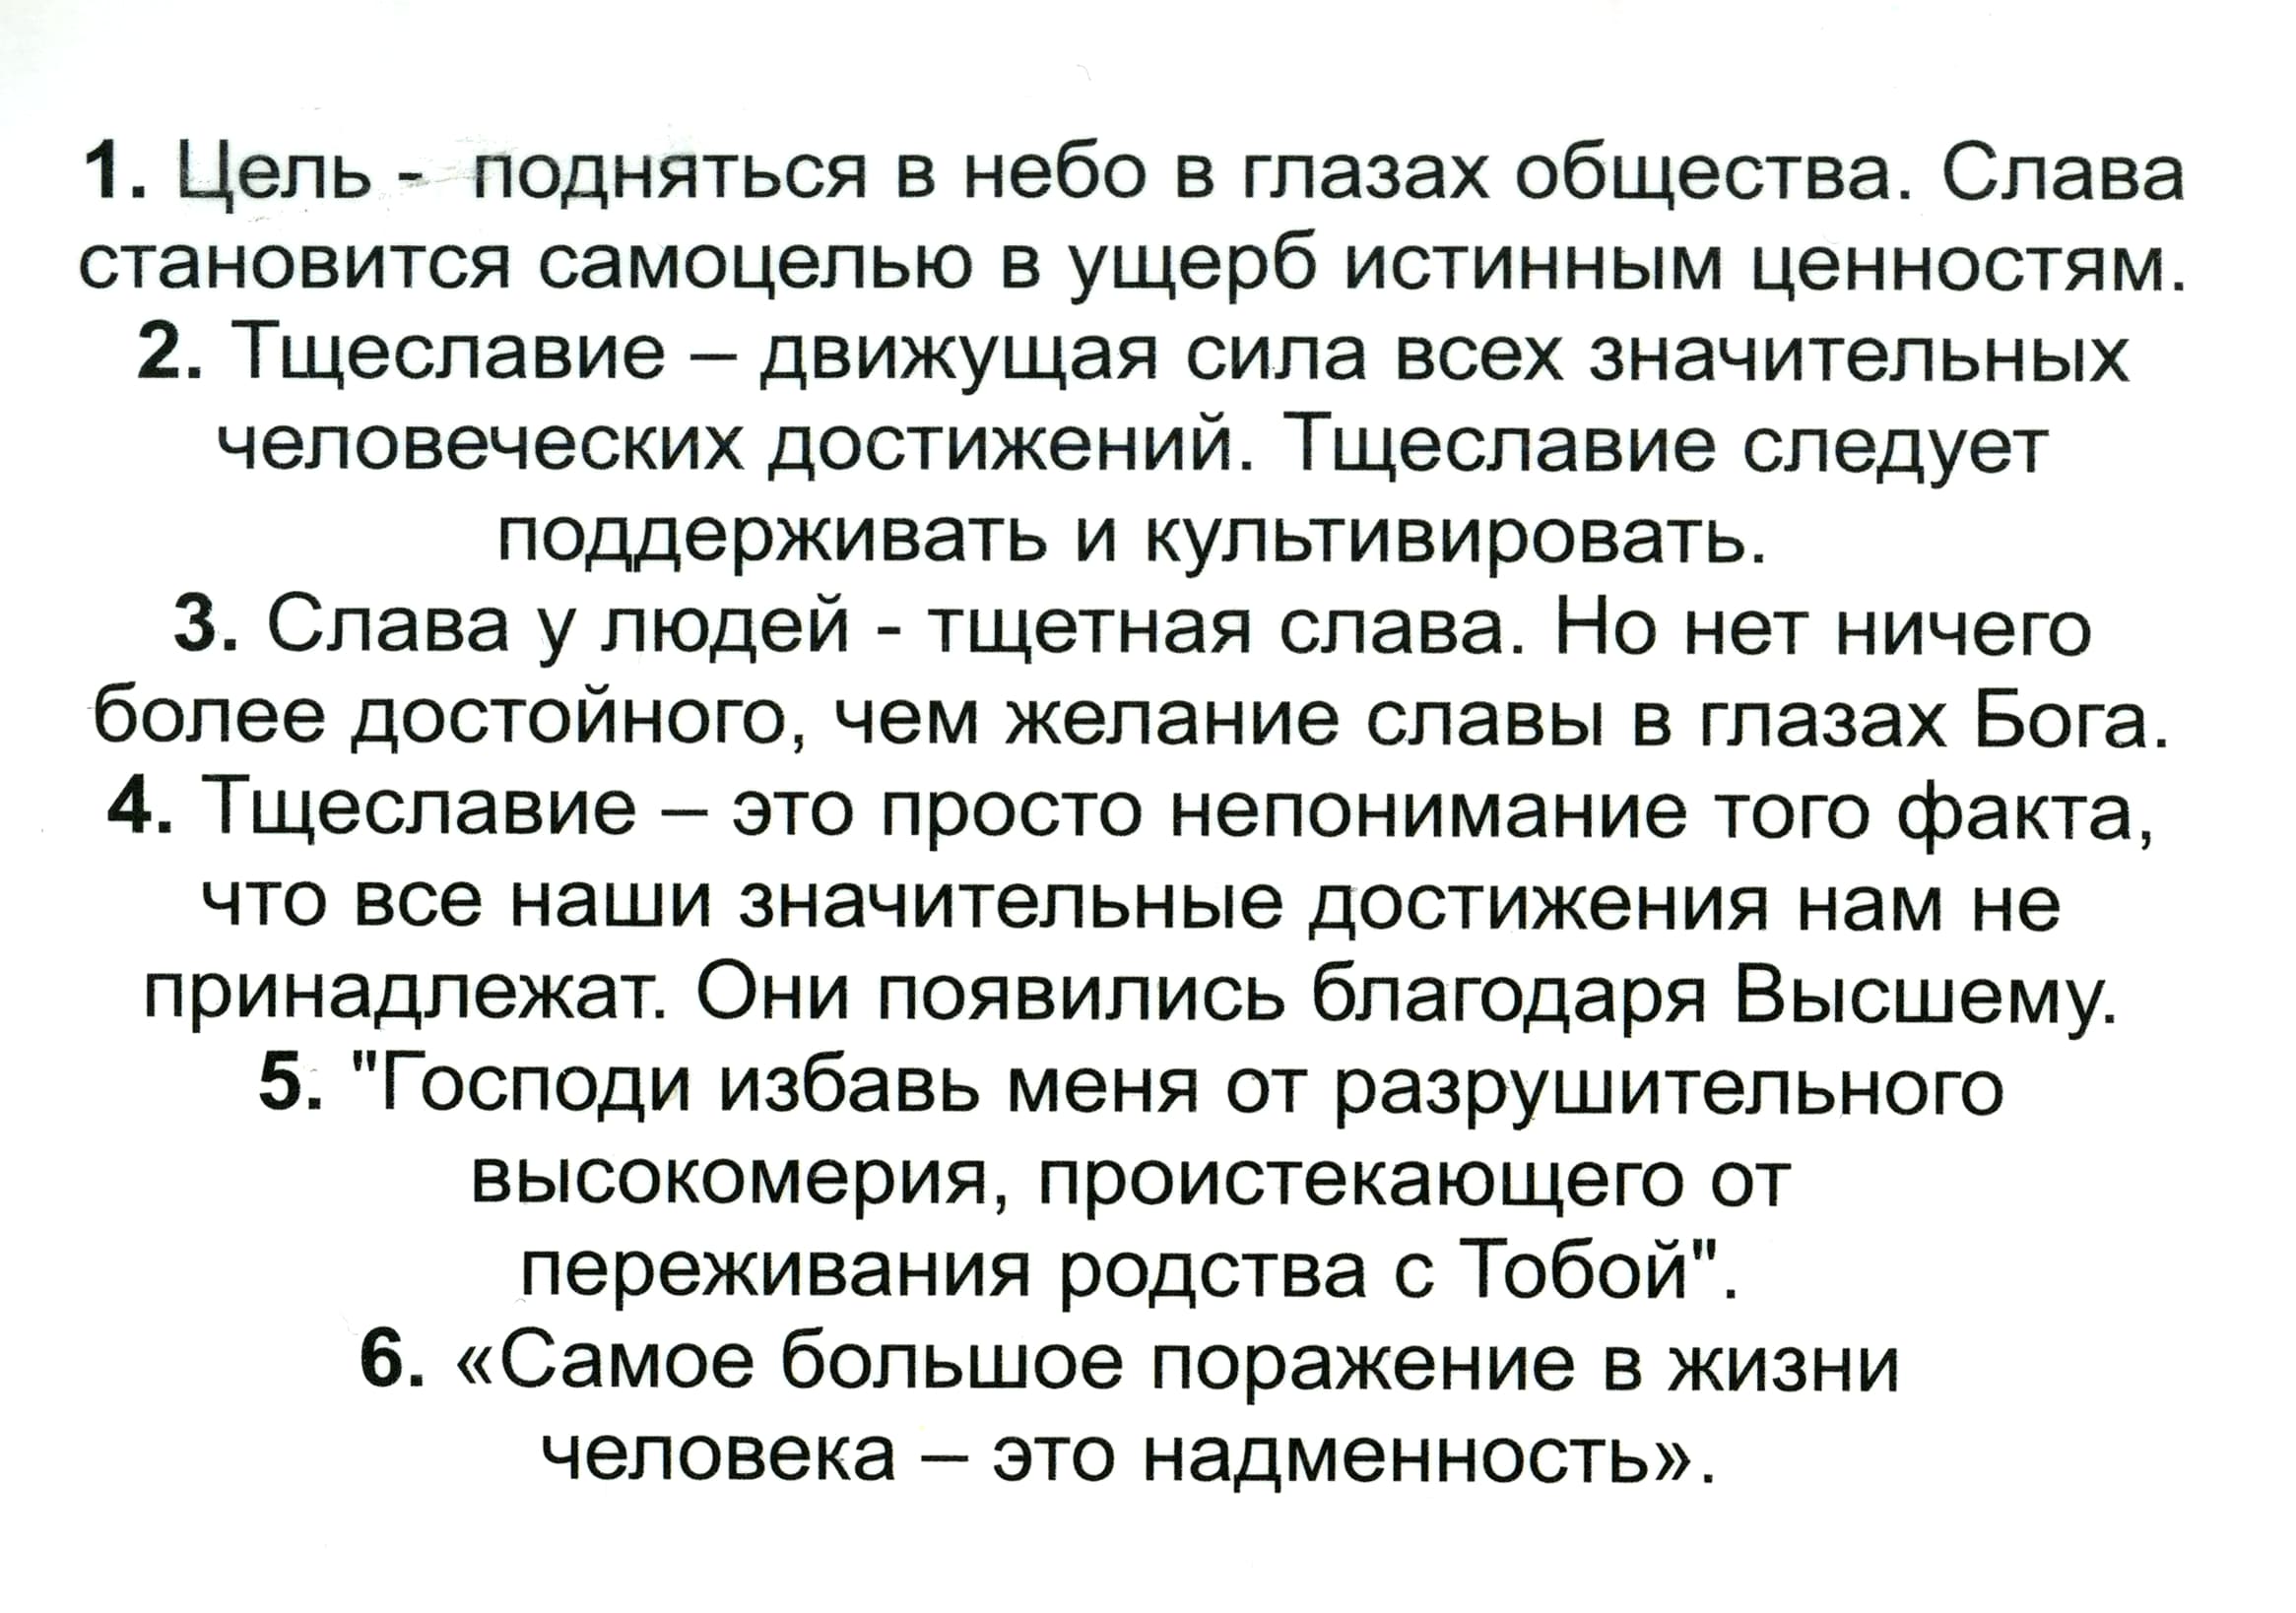 1. Цель -  подняться в небо в глазах общества. Слава
становится самоцелью в ущерб истинным ценностям.
2. Тщеславие – движущая сила всех значительных
человеческих достижений. Тщеславие следует
поддерживать и культивировать.
3. Слава у людей - тщетная слава. Но нет ничего
более достойного, чем желание славы в глазах Бога.
4. Тщеславие – это просто непонимание того факта,
что все наши значительные достижения нам не
принадлежат. Они появились благодаря Высшему.
5. "Господи избавь меня от разрушительного
высокомерия, проистекающего от
переживания родства с Тобой".
6. «Самое большое поражение в жизни
человека – это надменность».